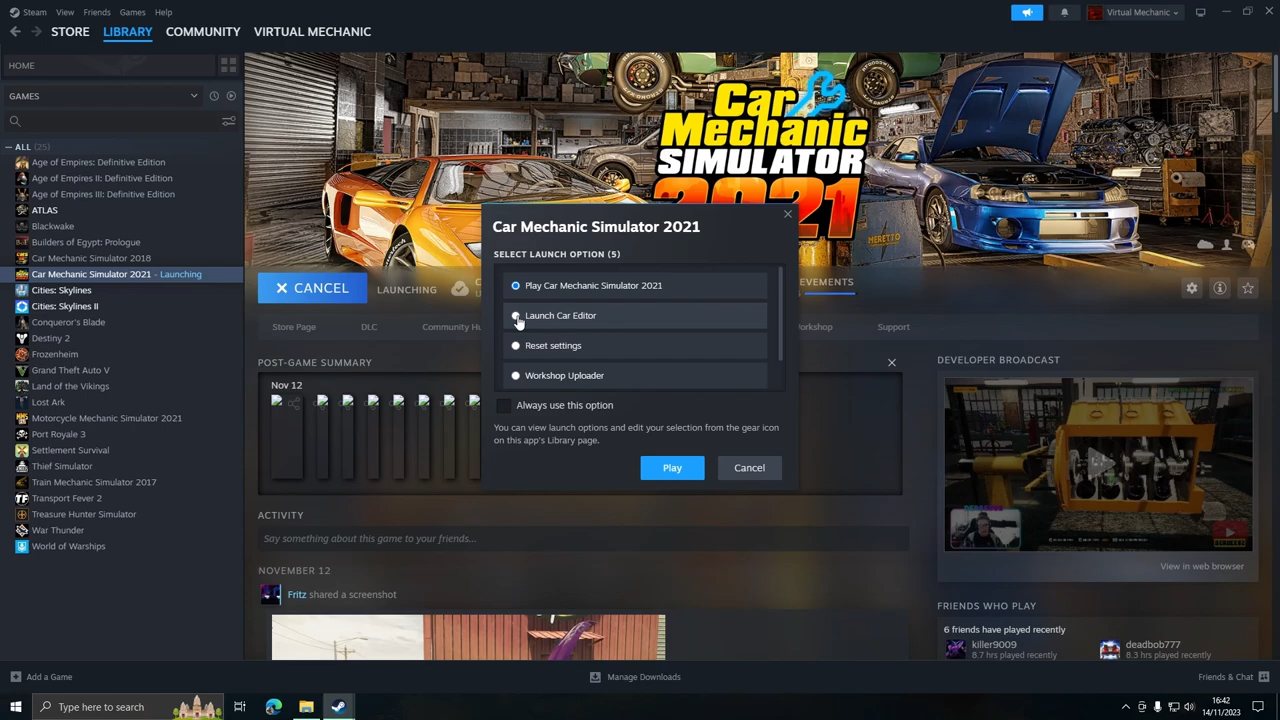 Steam View Friends Games Help
Virtual Mechanic
STORE LIBRARY COMMUNITY VIRTUAL MECHANIC
HOME
GAMES
ALL (25)
Age of Empires: Definitive Edition
Age of Empires II: Definitive Edition
Age of Empires III: Definitive Edition
ATLAS
Blackwake
Builders of Egypt: Prologue
Car Mechanic Simulator 2018
Car Mechanic Simulator 2021 - Launching
Cities: Skylines
Cities: Skylines II
Conqueror's Blade
Destiny 2
Frozenheim
Grand Theft Auto V
Land of the Vikings
Lost Ark
Motorcycle Mechanic Simulator 2021
Port Royale 3
Settlement Survival
Thief Simulator
Train Mechanic Simulator 2017
Transport Fever 2
Treasure Hunter Simulator
War Thunder
World of Warships
Car
Mechanic
SIMULATOR
2021
NERETTO
CANCEL
LAUNCHING
EVEMENTS
Store Page DLC Community Hu
orkshop Support
POST-GAME SUMMARY
Nov 12
Car Mechanic Simulator 2021
SELECT LAUNCH OPTION (5)
Play Car Mechanic Simulator 2021
Launch Car Editor
Reset settings
Workshop Uploader
Always use this option
You can view launch options and edit your selection from the gear icon
on this app's Library page.
Play Cancel
ACTIVITY
Say something about this game to your friends...
NOVEMBER 12
Fritz shared a screenshot
DEVELOPER BROADCAST
View in web browser
FRIENDS WHO PLAY
6 friends have played recently
killer9009
8.7 hrs played recently
deadbob777
8.3 hrs played recently
Add a Game
Manage Downloads
Friends & Chat
Type here to search
16:42
14/11/2023